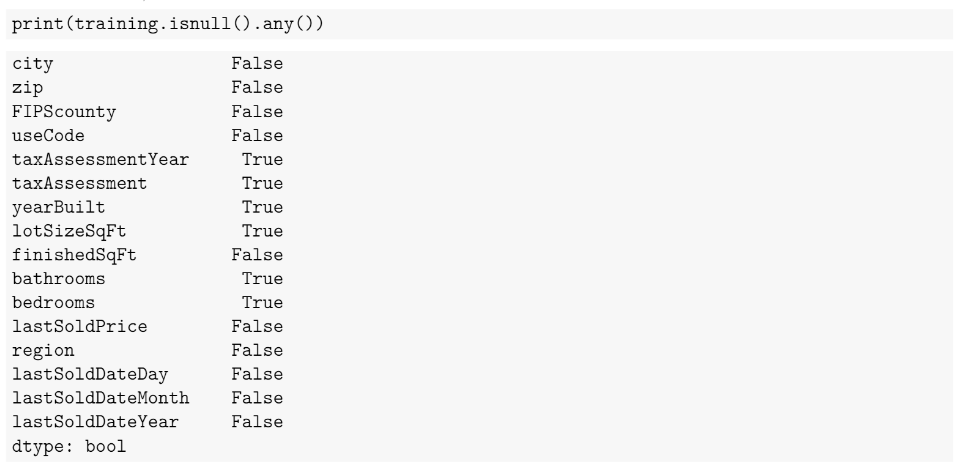 print(training.isnull().any())
city                 False
zip                  False
FIPScounty           False
useCode              False
taxAssessmentYear     True
taxAssessment         True
yearBuilt             True
lotSizeSqFt           True
finishedSqFt         False
bathrooms             True
bedrooms              True
lastSoldPrice        False
region               False
lastSoldDateDay      False
lastSoldDateMonth    False
lastSoldDateYear     False
dtype: bool